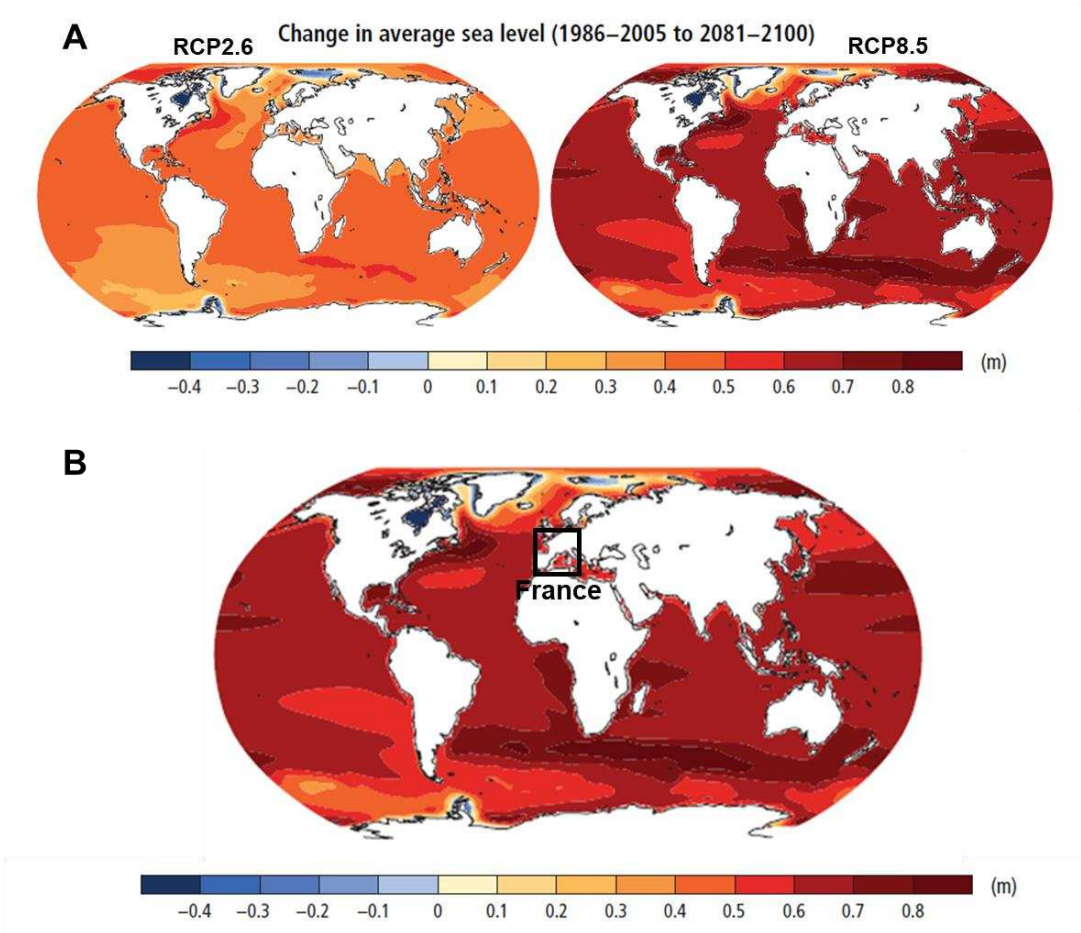 A
Change in average sea level (1986–2005 to 2081–2100)
RCP2.6
RCP8.5
−0.4 −0.3 −0.2 −0.1 0 0.1 0.2 0.3 0.4 0.5 0.6 0.7 0.8 (m)
B
France
−0.4 −0.3 −0.2 −0.1 0 0.1 0.2 0.3 0.4 0.5 0.6 0.7 0.8 (m)